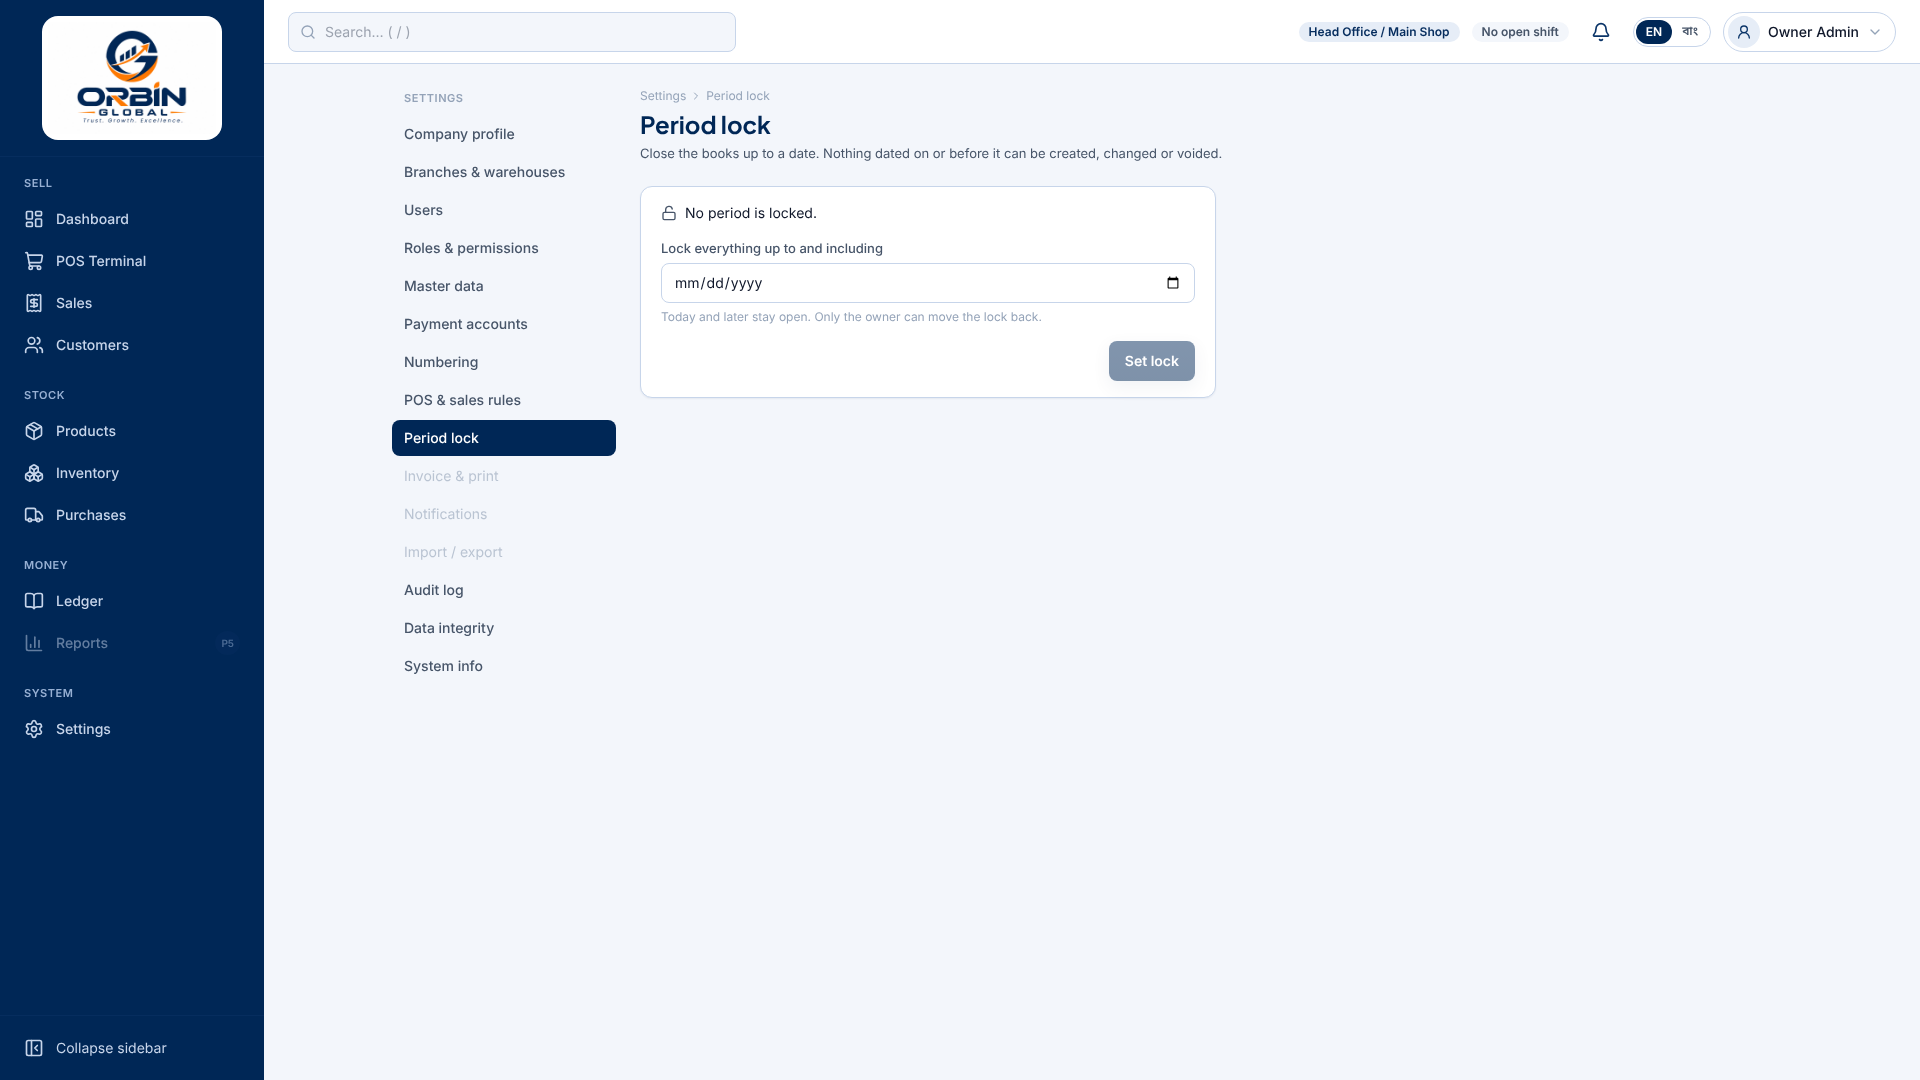 ORBIN
GLOBAL
Trust. Growth. Excellence.
SELL
Dashboard
POS Terminal
Sales
Customers
STOCK
Products
Inventory
Purchases
MONEY
Ledger
Reports P5
SYSTEM
Settings
Collapse sidebar
Search... ( / )
Head Office / Main Shop
No open shift
EN বাং
Owner Admin
SETTINGS
Company profile
Branches & warehouses
Users
Roles & permissions
Master data
Payment accounts
Numbering
POS & sales rules
Period lock
Invoice & print
Notifications
Import / export
Audit log
Data integrity
System info
Settings > Period lock
Period lock
Close the books up to a date. Nothing dated on or before it can be created, changed or voided.
No period is locked.
Lock everything up to and including
mm/dd/yyyy
Today and later stay open. Only the owner can move the lock back.
Set lock